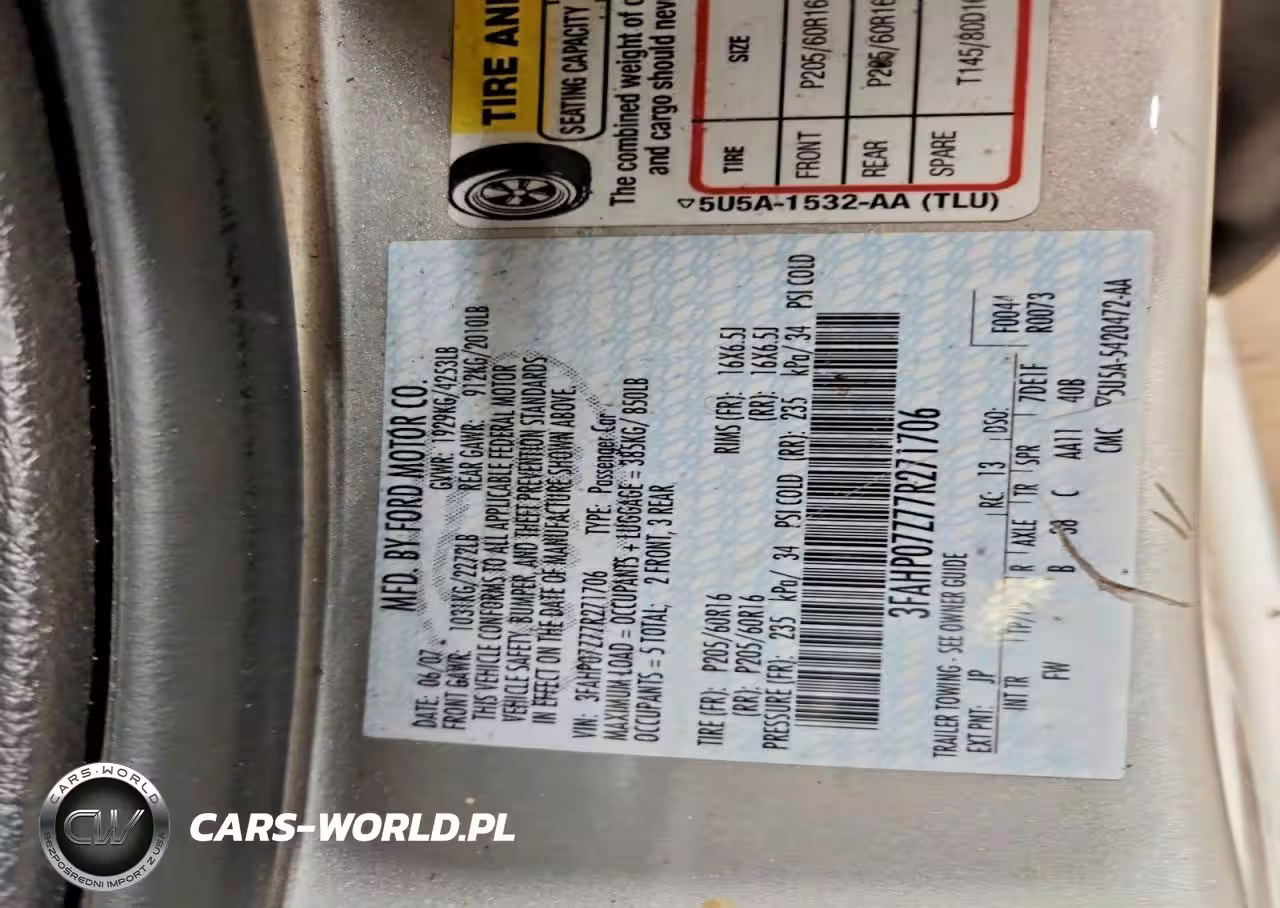 MFD. BY FORD MOTOR CO.
DATE: 06/07 GVWR: 1929KG/4253LB
FRONT GAWR: 1031KG/2272LB REAR GAWR: 912KG/2010LB
THIS VEHICLE CONFORMS TO ALL APPLICABLE FEDERAL MOTOR
VEHICLE SAFETY, BUMPER, AND THEFT PREVENTION STANDARDS
IN EFFECT ON THE DATE OF MANUFACTURE SHOWN ABOVE.
VIN: 3FAHP07Z77R271706 TYPE: Passenger Car
MAXIMUM LOAD = OCCUPANTS + LUGGAGE = 385KG/850LB
OCCUPANTS = 5 TOTAL; 2 FRONT, 3 REAR
TIRE (FR): P205/60R16 RIMS (FR): 16X6.5J
(RR): P205/60R16 (RR): 16X6.5J
PRESSURE (FR): 235 kPa/ 34 PSI COLD (RR): 235 kPa/ 34 PSI COLD
3FAHP07Z77R271706
TRAILER TOWING - SEE OWNER GUIDE F0044
EXT PNT: JP RC: 13 DSO: R0073
INT TR TP/ R AXLE TR SPR 7DE1F
FW B C AA11 40B
CMC ▽5U5A-5420472-AA
TIRE AND
SEATING CAPACITY
The combined weight of
and cargo should nev
TIRE SIZE
FRONT P205/60R16
REAR P205/60R16
SPARE T145/80D16
▽5U5A-1532-AA (TLU)
CARS-WORLD
CW
BEZPOŚREDNI IMPORT Z USA
CARS-WORLD.PL